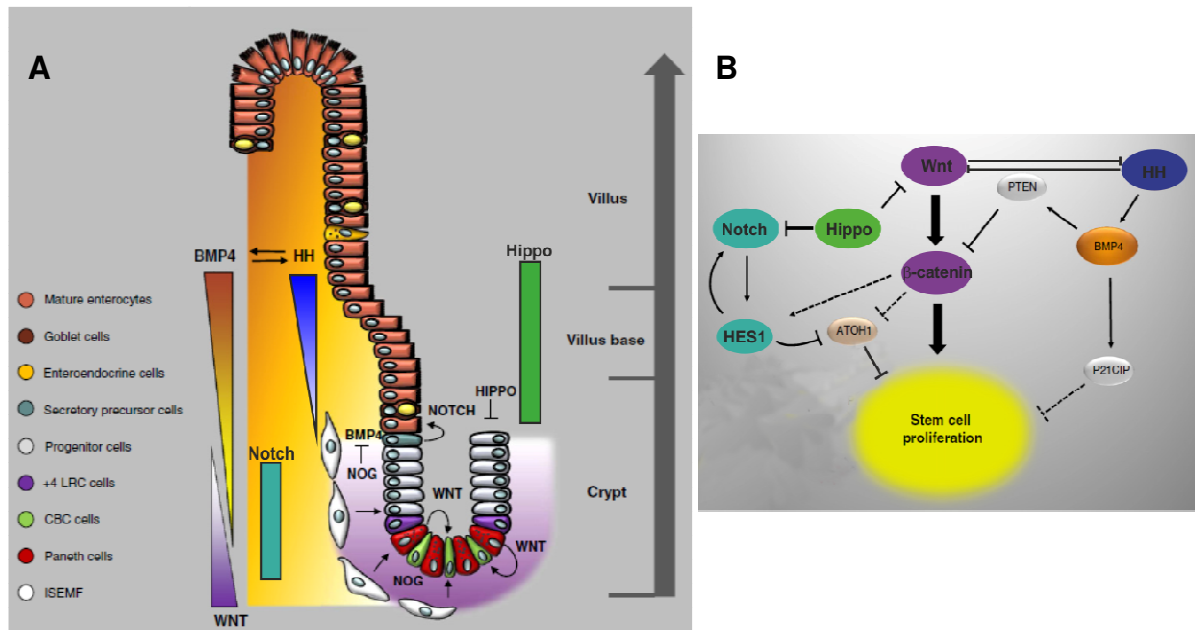 A
BMP4
HH
Hippo
Villus
Mature enterocytes
Goblet cells
Enteroendocrine cells
Secretory precursor cells
Progenitor cells
+4 LRC cells
CBC cells
Paneth cells
ISEMF
Villus base
HIPPO
NOTCH
BMP4
NOG
Notch
WNT
Crypt
WNT
NOG
WNT
B
Wnt
HH
PTEN
Notch
Hippo
BMP4
β-catenin
HES1
ATOH1
P21CIP
Stem cell
proliferation